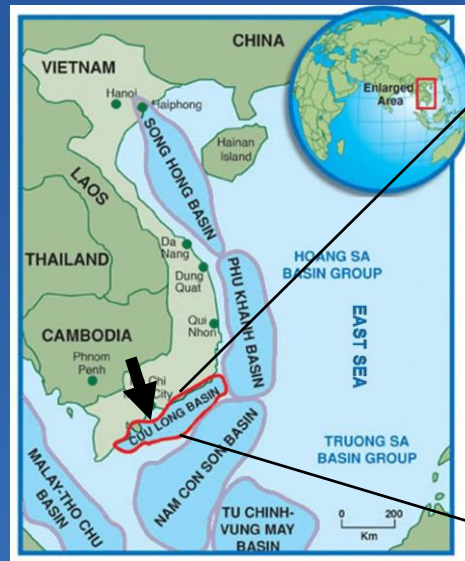 CHINA
VIETNAM
Enlarged
Area
Hanoi
Haiphong
SONG HONG BASIN
Hainan
Island
LAOS
THAILAND
Da
Nang
Dung
Quat
HOANG SA
BASIN GROUP
PHU KHANH BASIN
EAST SEA
Qui
Nhon
CAMBODIA
Phnom
Penh
Chi
City
CUU LONG BASIN
MALAY-THO CHU
BASIN
NAM CON SON BASIN
TRUONG SA
BASIN GROUP
TU CHINH-
VUNG MAY
BASIN
0 200
Km